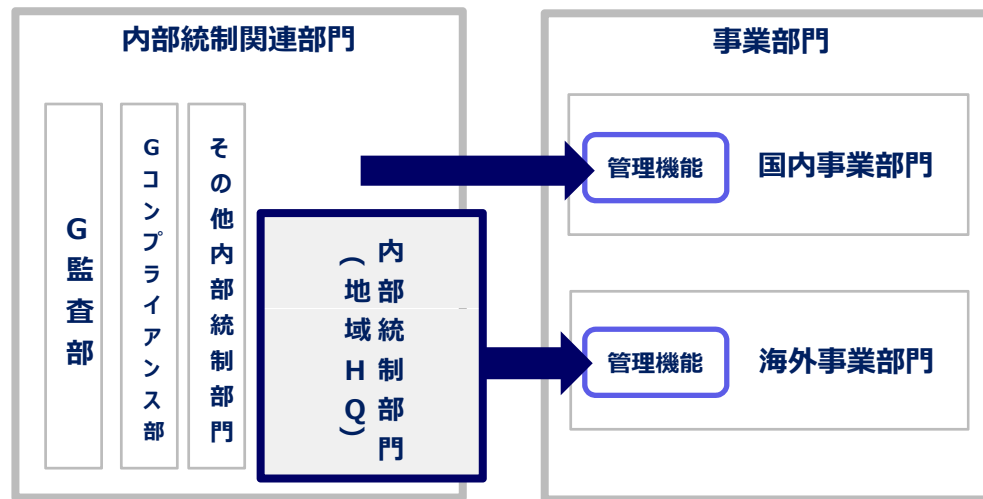 内部統制関連部門
G監査部
Gコンプライアンス部
その他内部統制部門
内部統制部門
(地域HQ)
事業部門
管理機能
国内事業部門
管理機能
海外事業部門